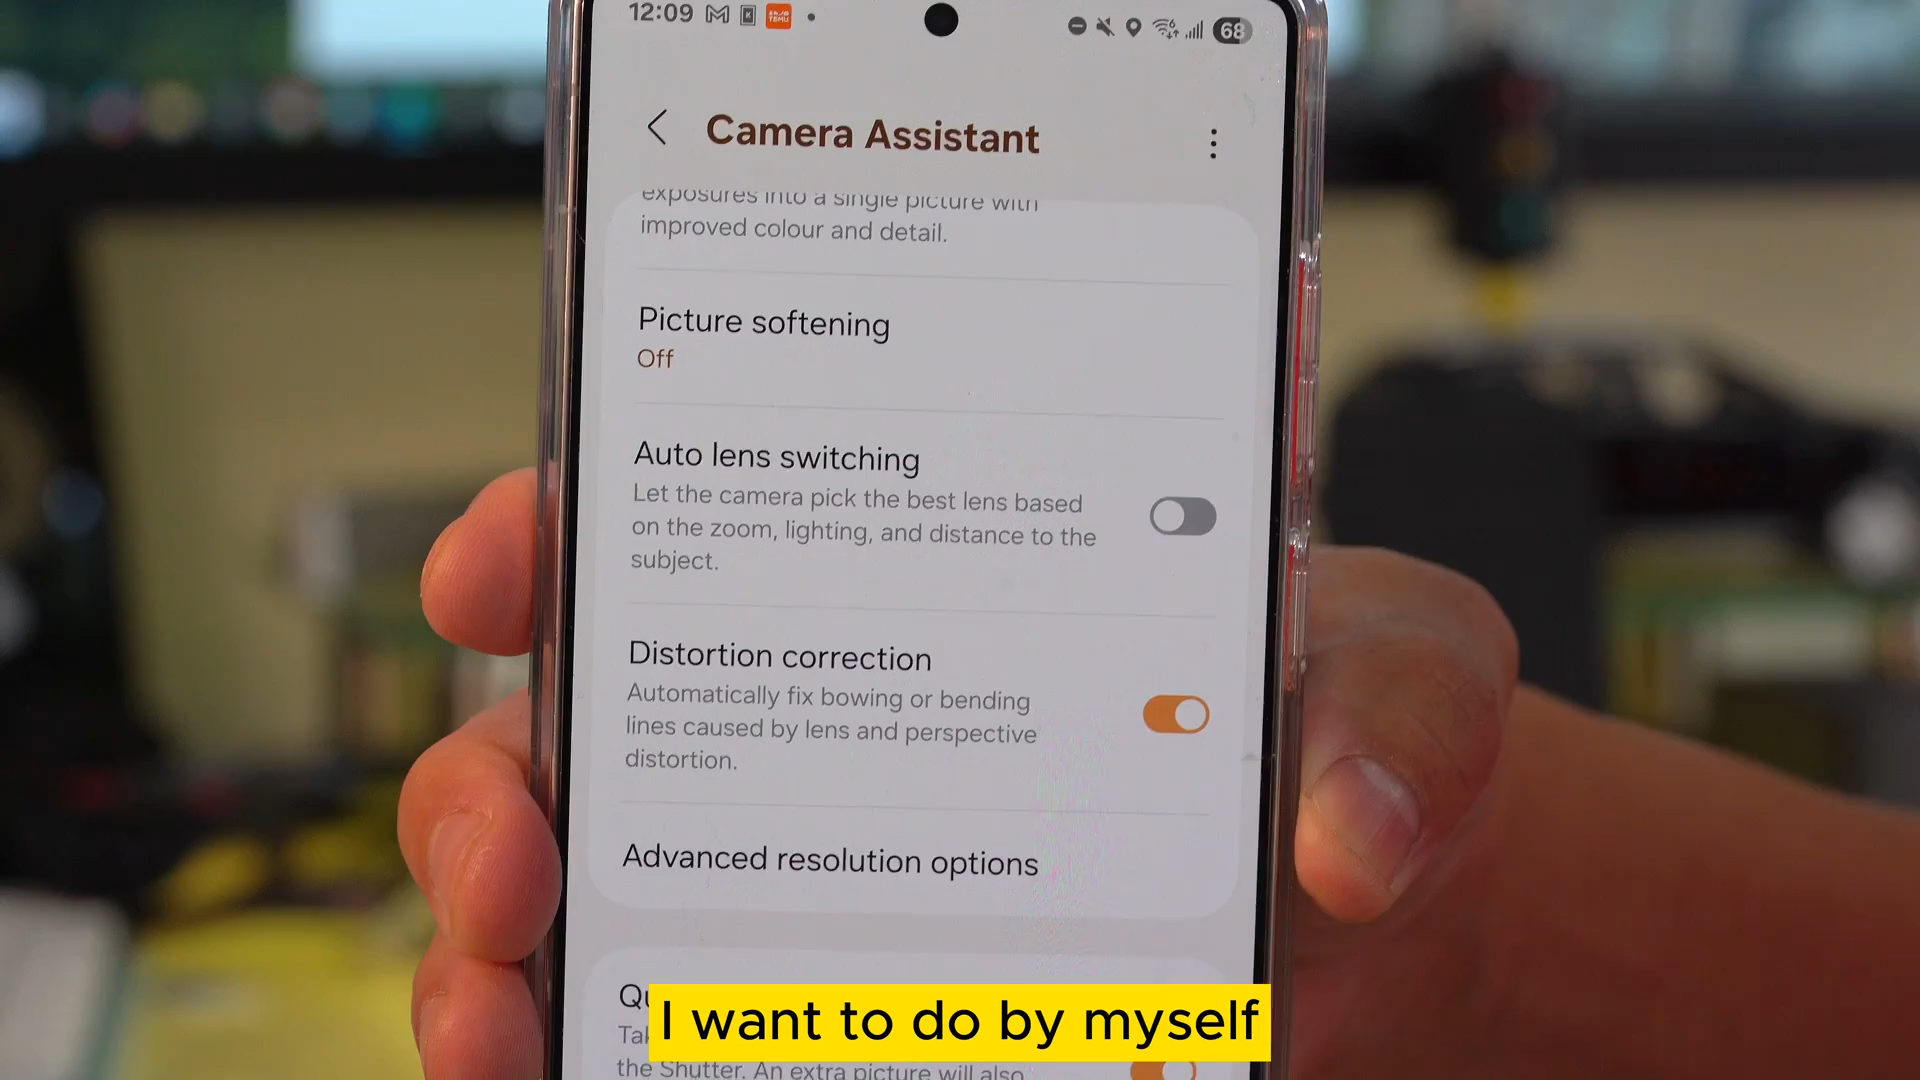 12:09
TEMU
68
Camera Assistant
exposures into a single picture with
improved colour and detail.
Picture softening
Off
Auto lens switching
Let the camera pick the best lens based
on the zoom, lighting, and distance to the
subject.
Distortion correction
Automatically fix bowing or bending
lines caused by lens and perspective
distortion.
Advanced resolution options
I want to do by myself
the Shutter. An extra picture will also